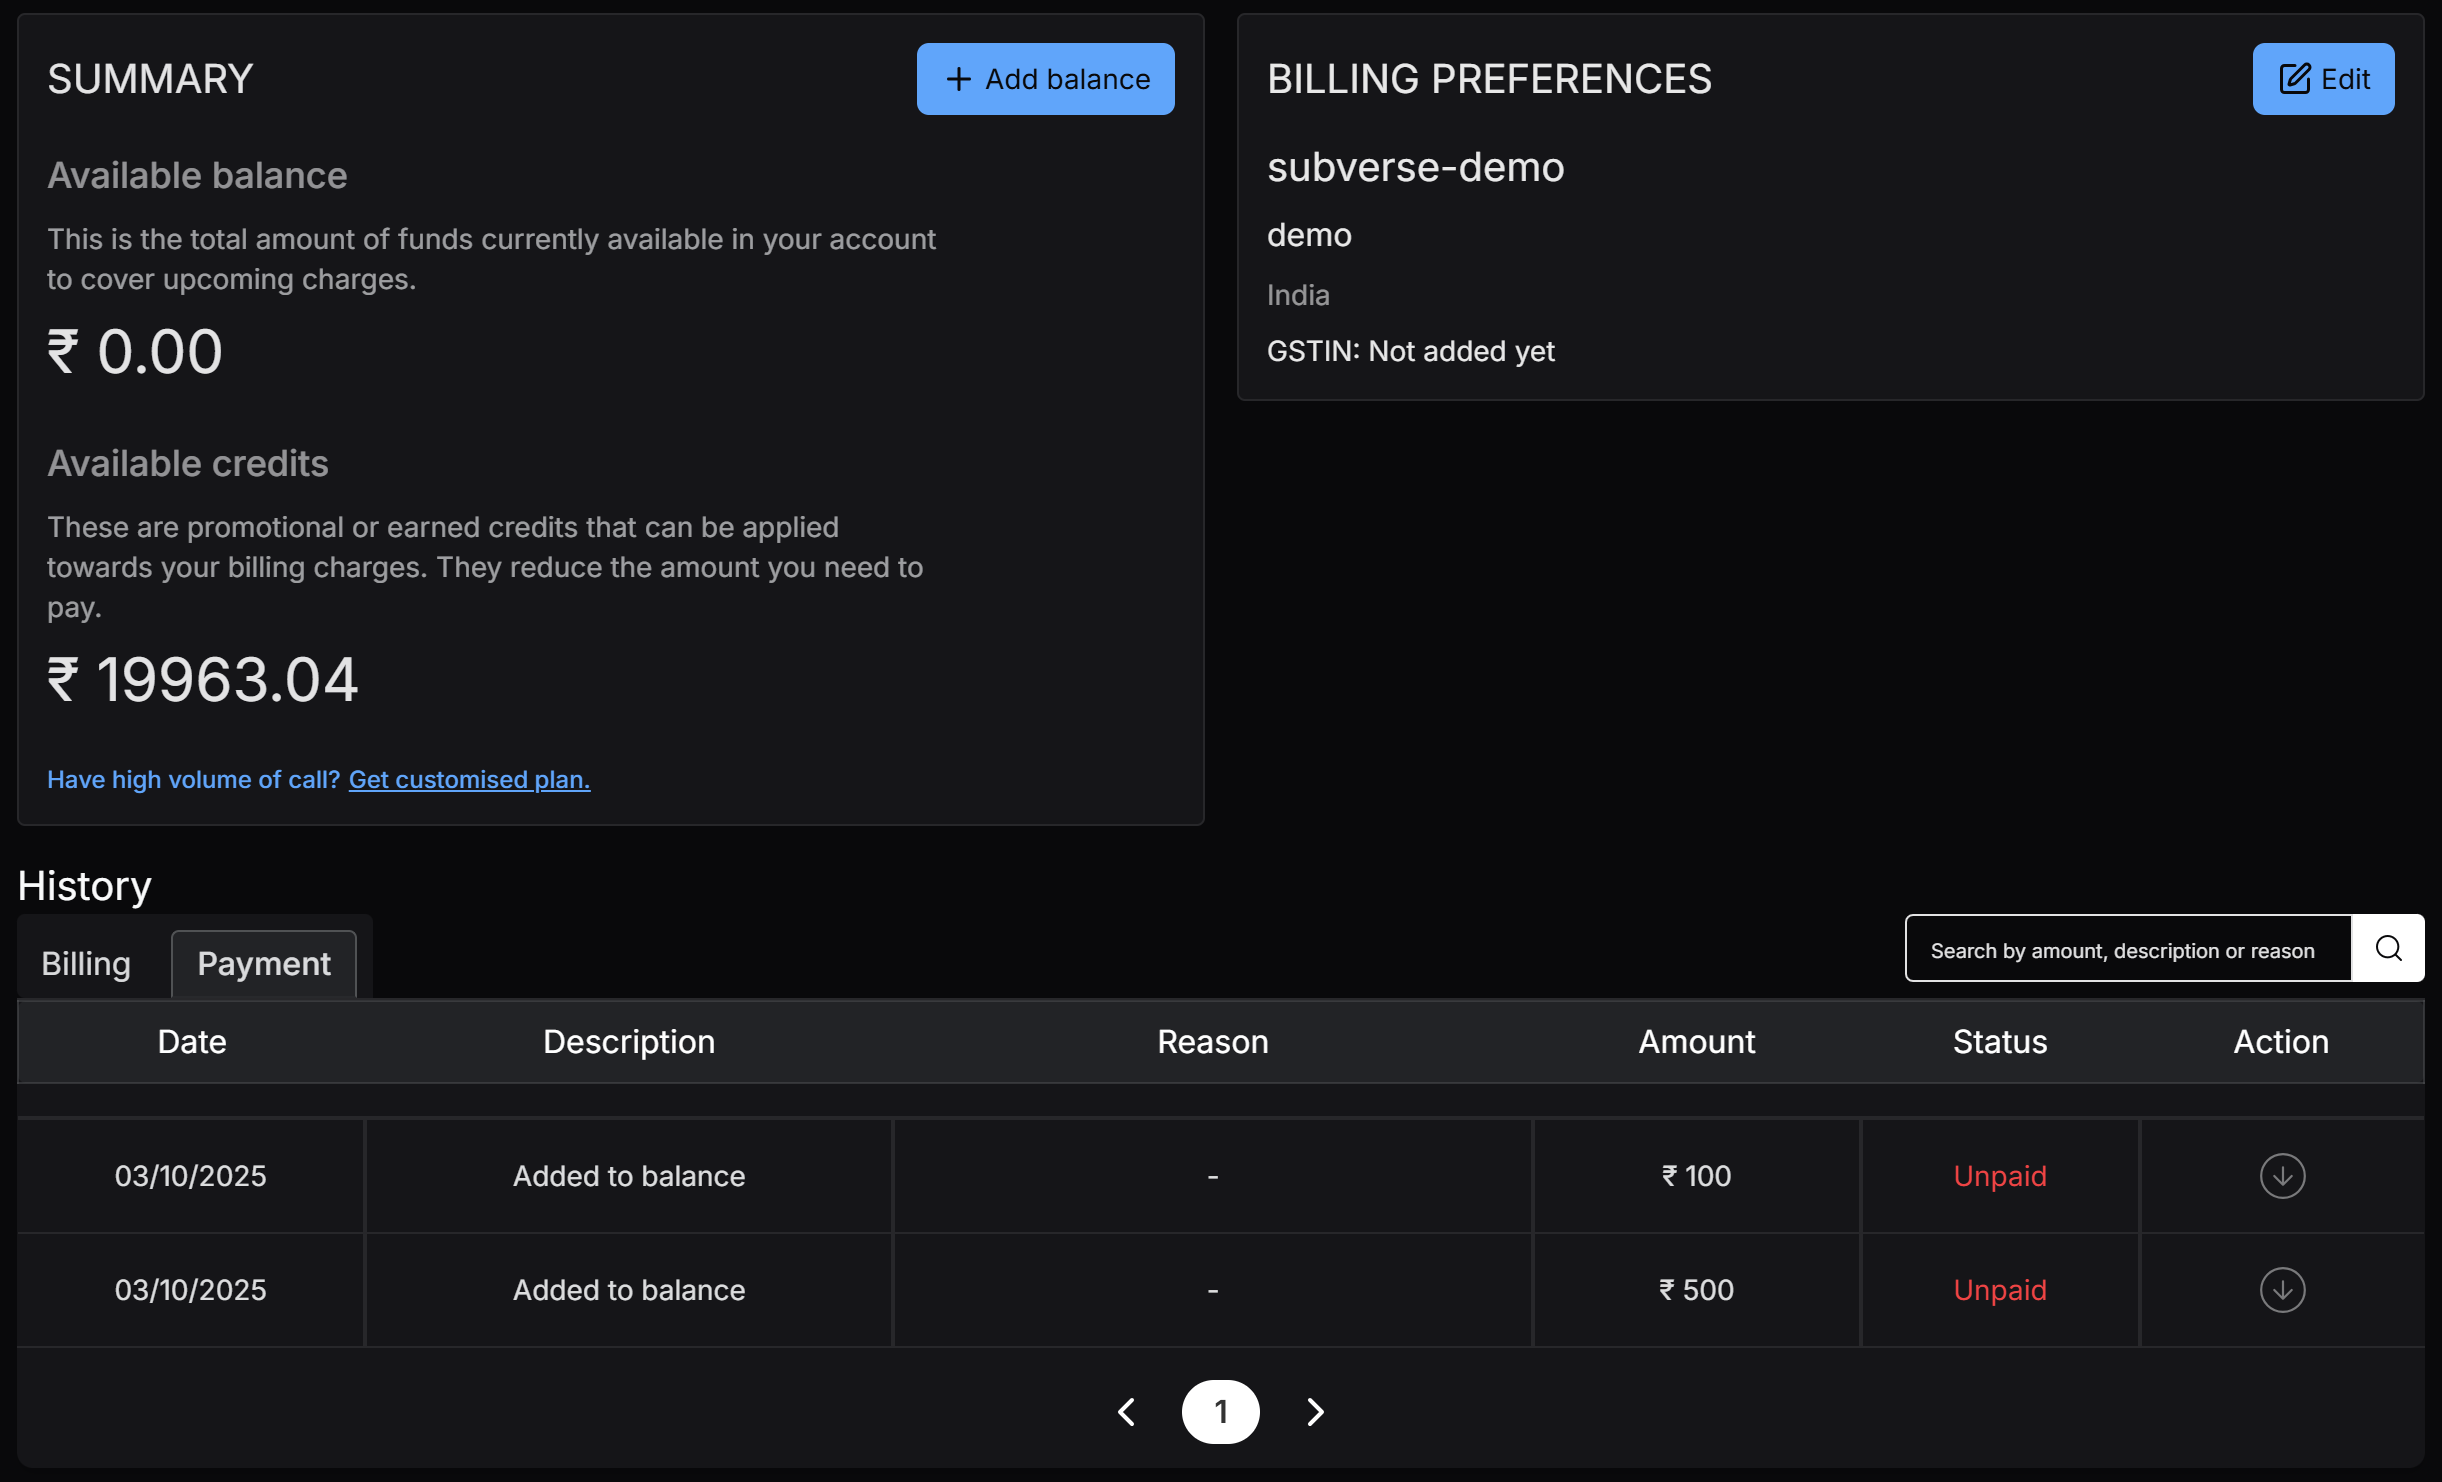 SUMMARY
+ Add balance
Available balance
This is the total amount of funds currently available in your account
to cover upcoming charges.
₹ 0.00
Available credits
These are promotional or earned credits that can be applied
towards your billing charges. They reduce the amount you need to
pay.
₹ 19963.04
Have high volume of call? Get customised plan.
BILLING PREFERENCES
Edit
subverse-demo
demo
India
GSTIN: Not added yet
History
Billing Payment
Search by amount, description or reason
Date Description Reason Amount Status Action
03/10/2025 Added to balance - ₹ 100 Unpaid
03/10/2025 Added to balance - ₹ 500 Unpaid
1